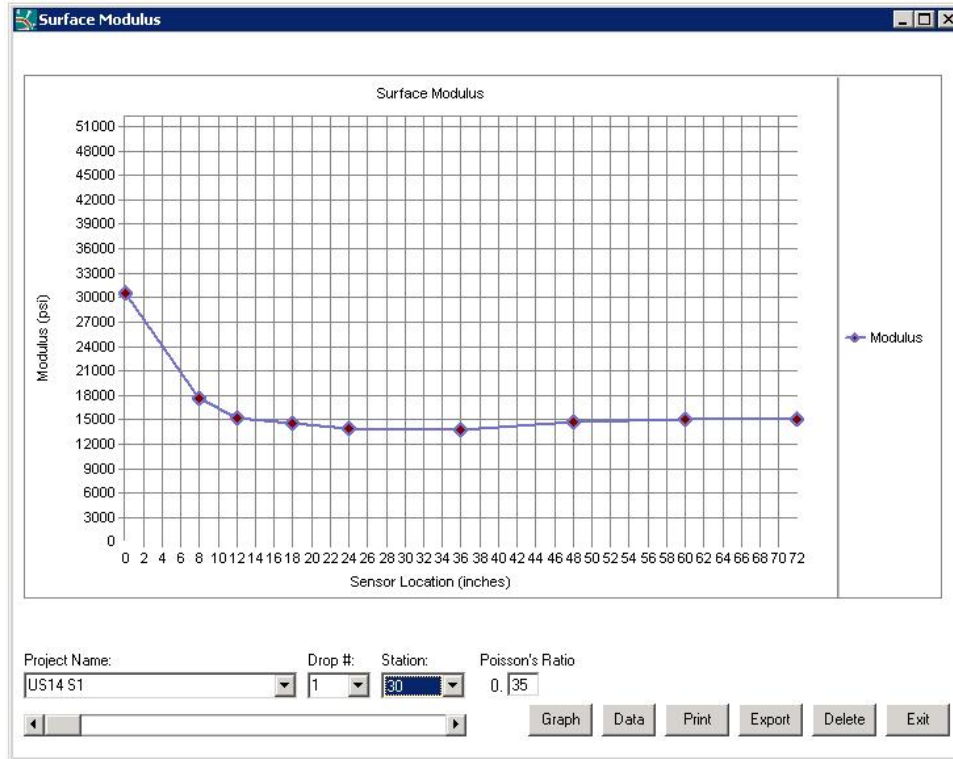 Surface Modulus
Surface Modulus
51000
48000
45000
42000
39000
36000
33000
30000
27000
24000
21000
18000
15000
12000
9000
6000
3000
0
Modulus (psi)
0 2 4 6 8 10 12 14 16 18 20 22 24 26 28 30 32 34 36 38 40 42 44 46 48 50 52 54 56 58 60 62 64 66 68 70 72
Sensor Location (inches)
Modulus
Project Name: Drop #: Station: Poisson's Ratio
US14 S1 1 30 0. 35
Graph Data Print Export Delete Exit